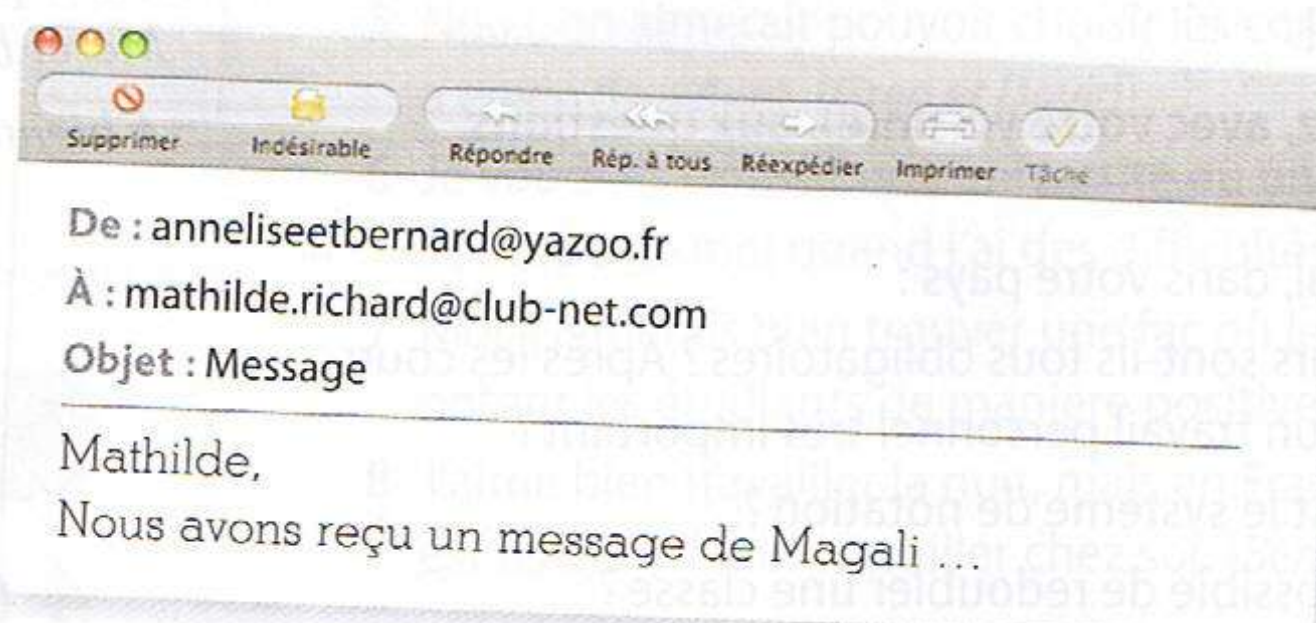 Supprimer Indésirable Répondre Rép. à tous Réexpédier Imprimer Tâche
De : anneliseetbernard@yazoo.fr
À : mathilde.richard@club-net.com
Objet : Message
Mathilde,
Nous avons reçu un message de Magali ...